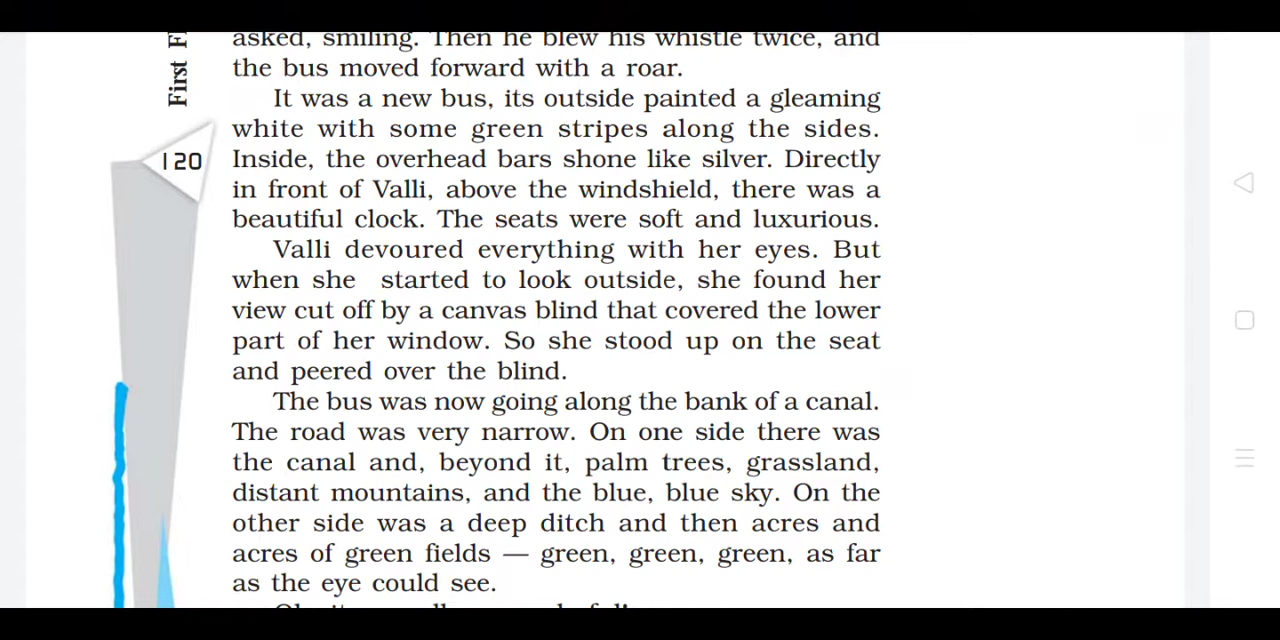 First F
120
asked, smiling. Then he blew his whistle twice, and
the bus moved forward with a roar.
It was a new bus, its outside painted a gleaming
white with some green stripes along the sides.
Inside, the overhead bars shone like silver. Directly
in front of Valli, above the windshield, there was a
beautiful clock. The seats were soft and luxurious.
Valli devoured everything with her eyes. But
when she started to look outside, she found her
view cut off by a canvas blind that covered the lower
part of her window. So she stood up on the seat
and peered over the blind.
The bus was now going along the bank of a canal.
The road was very narrow. On one side there was
the canal and, beyond it, palm trees, grassland,
distant mountains, and the blue, blue sky. On the
other side was a deep ditch and then acres and
acres of green fields — green, green, green, as far
as the eye could see.